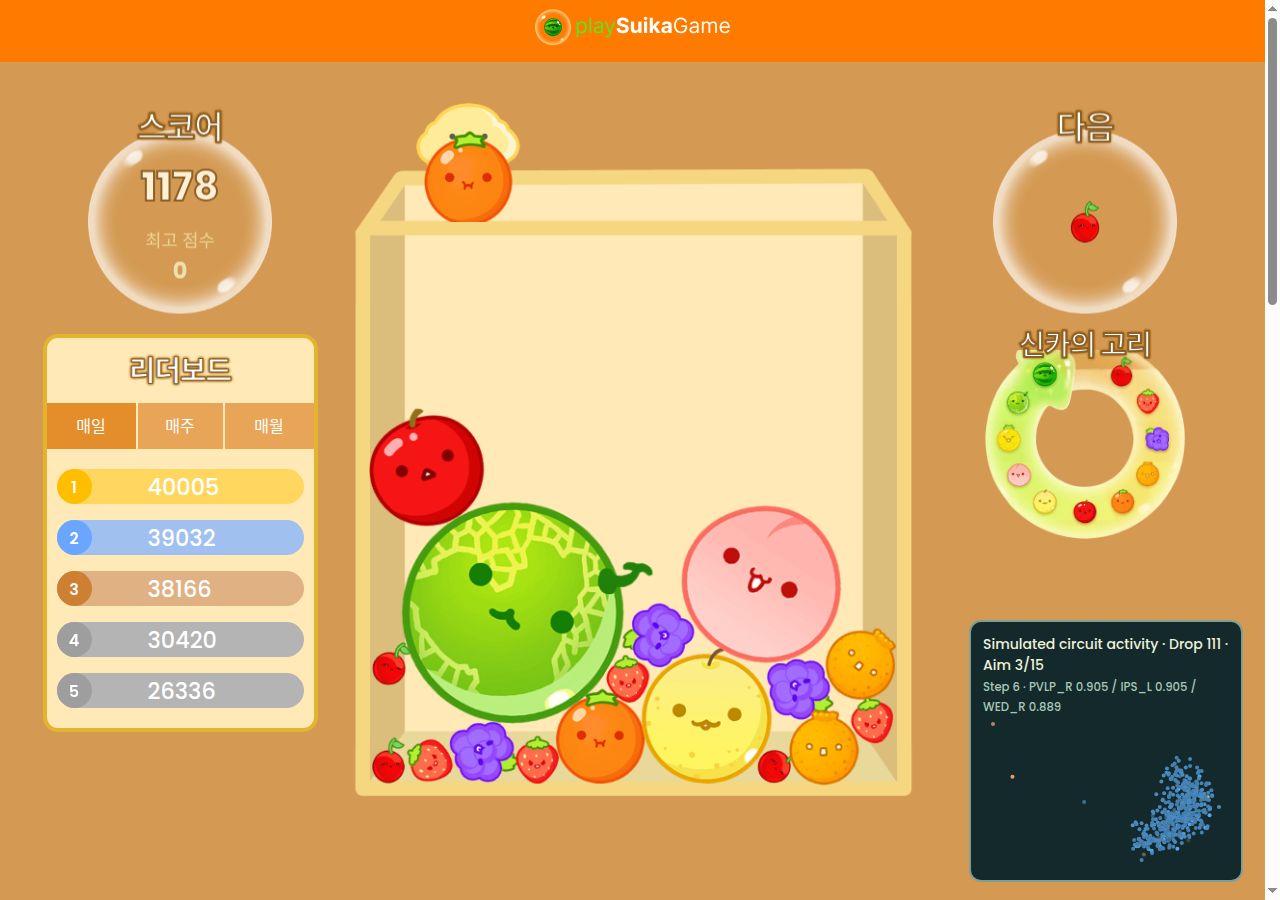 playSuikaGame
스코어
1178
최고 점수
0
다음
리더보드
매일 매주 매월
1 40005
2 39032
3 38166
4 30420
5 26336
신카의 고리
Simulated circuit activity · Drop 111 ·
Aim 3/15
Step 6 · PVLP_R 0.905 / IPS_L 0.905 /
WED_R 0.889